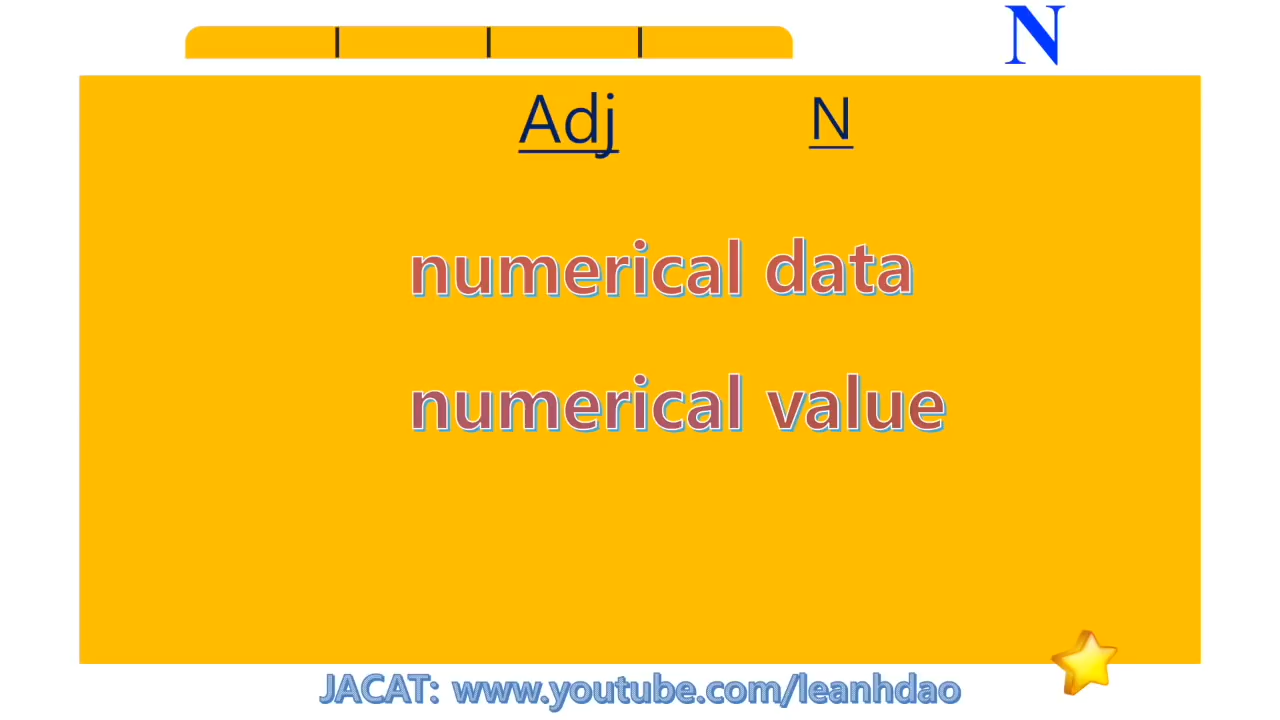 N
Adj N
numerical data
numerical value
JACAT: www.youtube.com/leanhdao